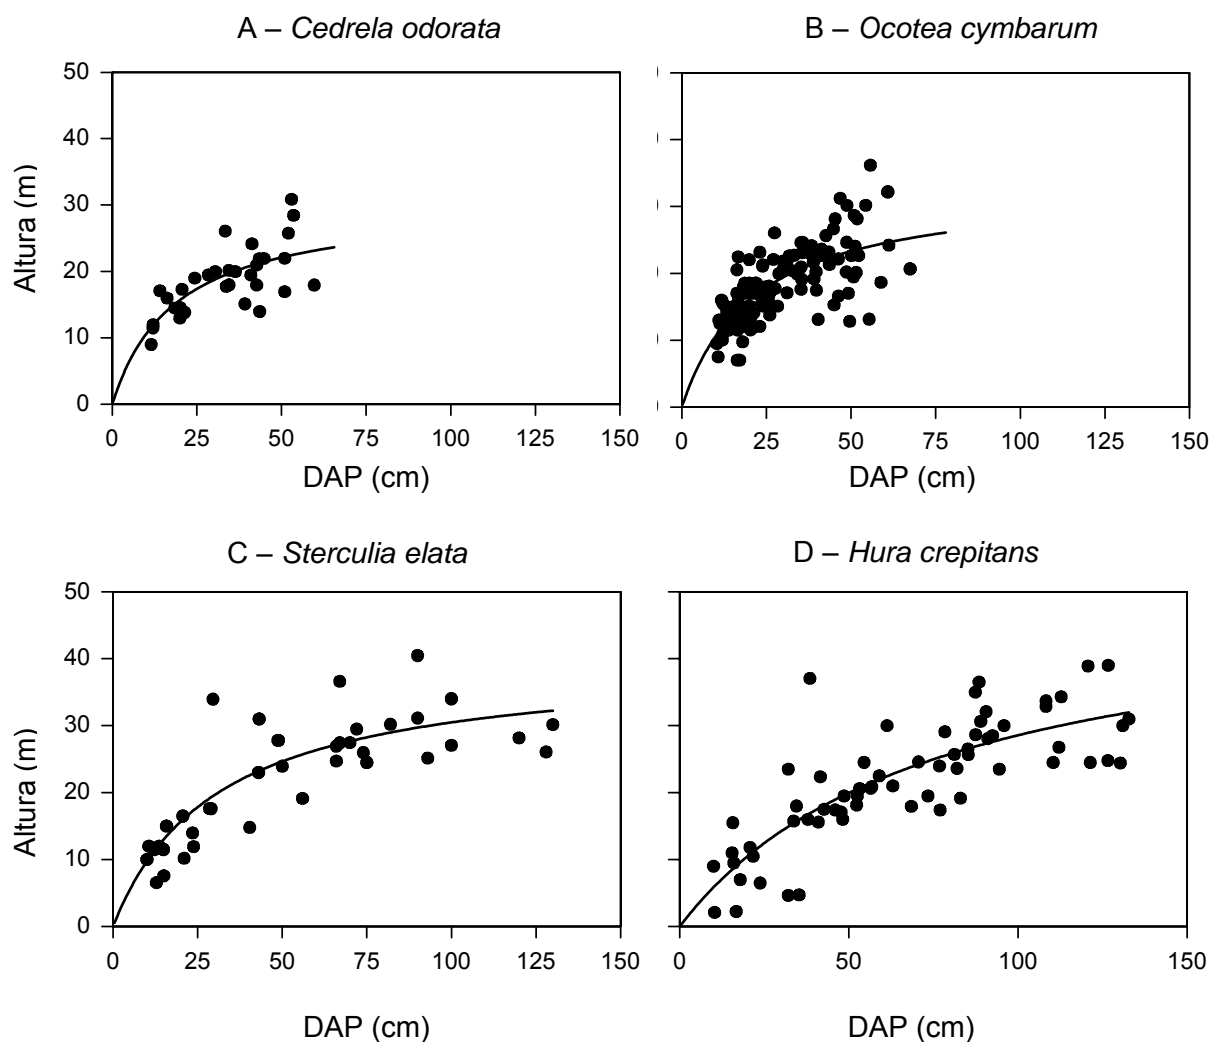 A – Cedrela odorata
B – Ocotea cymbarum
50
40
30
20
10
0
Altura (m)
0 25 50 75 100 125 150
DAP (cm)
0 25 50 75 100 125 150
DAP (cm)
C – Sterculia elata
D – Hura crepitans
50
40
30
20
10
0
Altura (m)
0 25 50 75 100 125 150
DAP (cm)
0 50 100 150
DAP (cm)